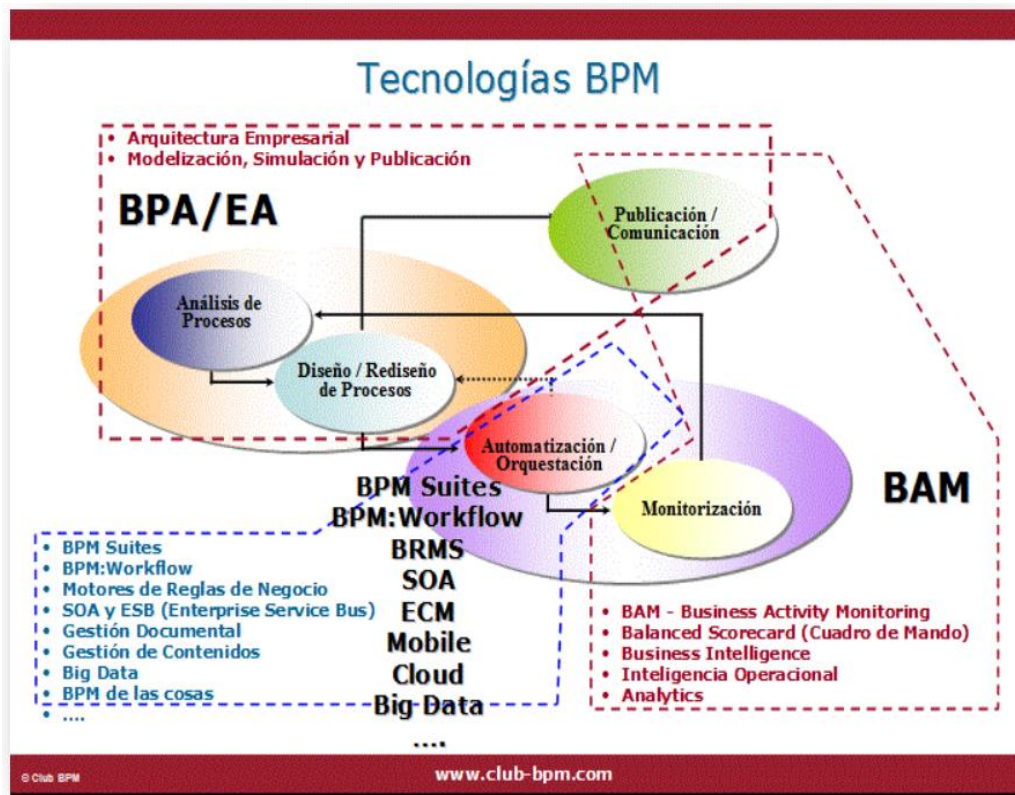 Tecnologías BPM
• Arquitectura Empresarial
• Modelización, Simulación y Publicación
BPA/EA
Publicación /
Comunicación
Análisis de
Procesos
Diseño / Rediseño
de Procesos
Automatización /
Orquestación
Monitorización
BAM
BPM Suites
BPM:Workflow
BRMS
SOA
ECM
Mobile
Cloud
Big Data
....
• BPM Suites
• BPM:Workflow
• Motores de Reglas de Negocio
• SOA y ESB (Enterprise Service Bus)
• Gestión Documental
• Gestión de Contenidos
• Big Data
• BPM de las cosas
• ....
• BAM - Business Activity Monitoring
• Balanced Scorecard (Cuadro de Mando)
• Business Intelligence
• Inteligencia Operacional
• Analytics
© Club BPM
www.club-bpm.com